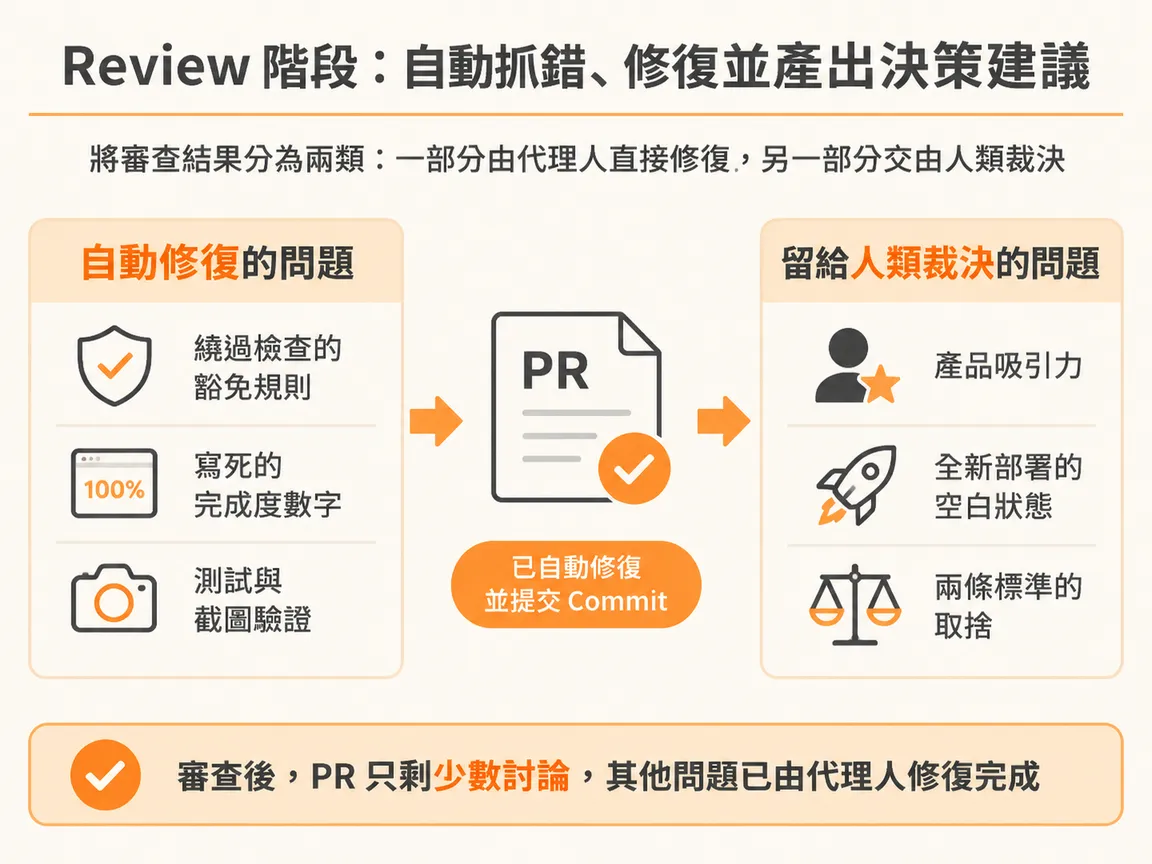 Review 階段：自動抓錯、修復並產出決策建議
將審查結果分為兩類：一部分由代理人直接修復，另一部分交由人類裁決
自動修復的問題
繞過檢查的
豁免規則
100%
寫死的
完成度數字
測試與
截圖驗證
PR
已自動修復
並提交 Commit
留給人類裁決的問題
產品吸引力
全新部署的
空白狀態
兩條標準的
取捨
審查後，PR 只剩少數討論，其他問題已由代理人修復完成